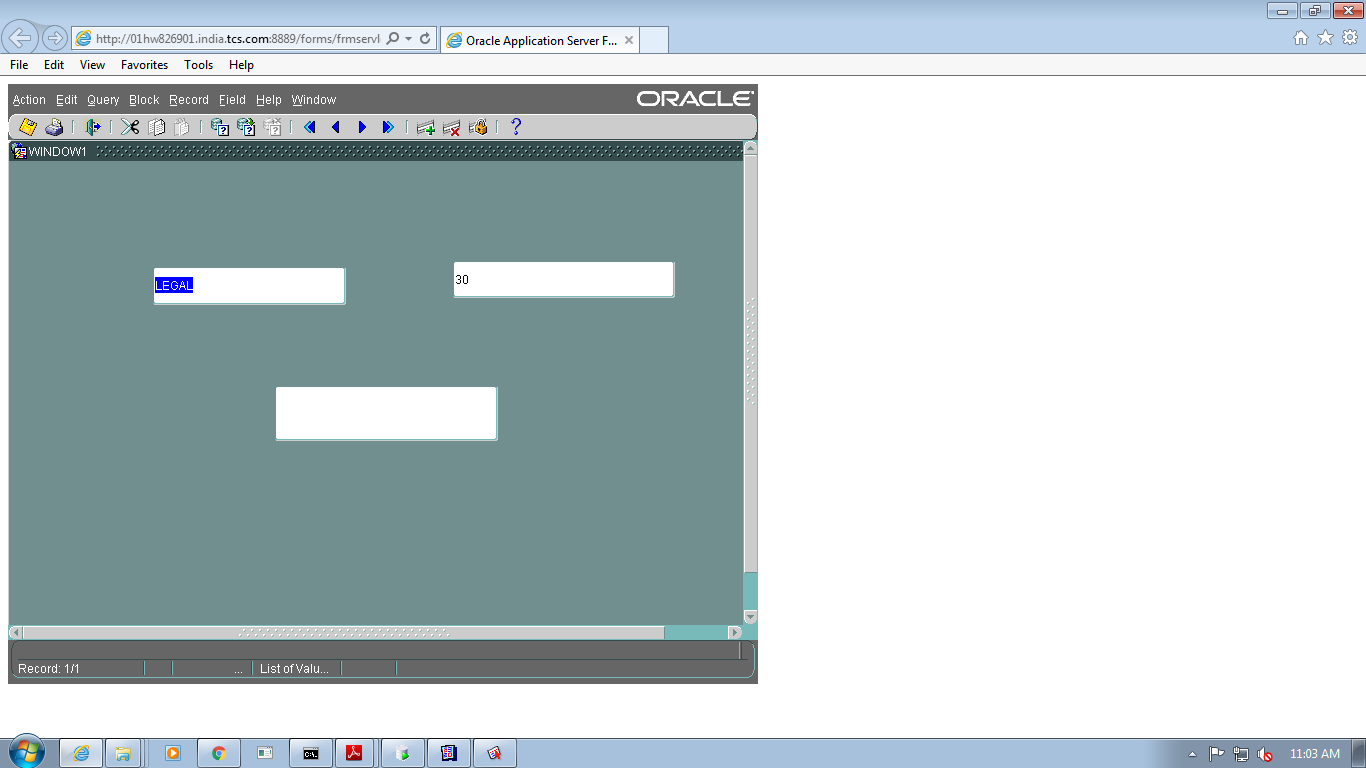 http://01hw826901.india.tcs.com:8889/forms/frmservl
Oracle Application Server F...
File Edit View Favorites Tools Help
Action Edit Query Block Record Field Help Window ORACLE
WINDOW1
LEGAL
30
Record: 1/1 ... List of Valu...
11:03 AM